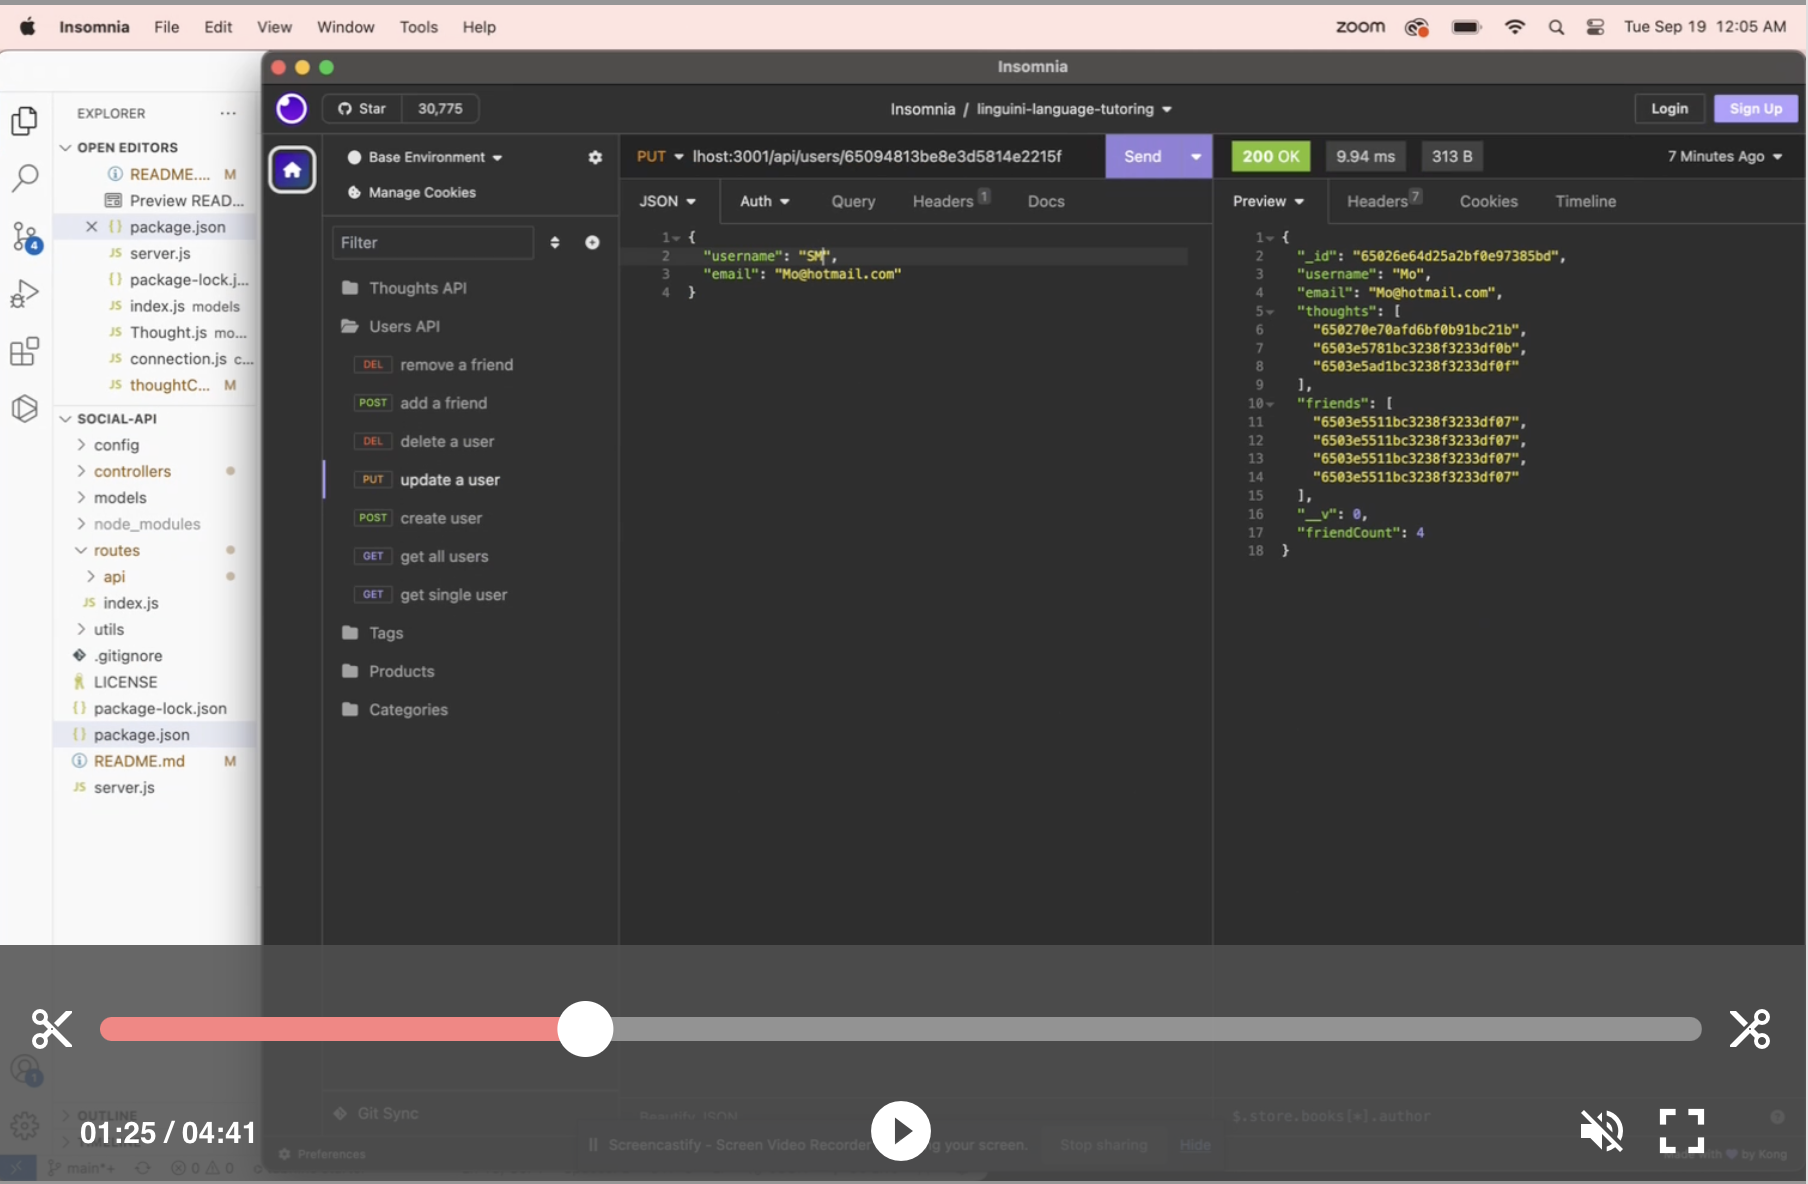 Insomnia File Edit View Window Tools Help
zoom Tue Sep 19 12:05 AM
Insomnia
Star 30,775
Insomnia / linguini-language-tutoring
Login Sign Up
EXPLORER ...
OPEN EDITORS
README.... M
Preview READ...
package.json
server.js
package-lock.j...
JS index.js models
JS Thought.js mo...
JS connection.js c...
JS thoughtC... M
SOCIAL-API
config
controllers
models
node_modules
routes
api
JS index.js
utils
.gitignore
LICENSE
{} package-lock.json
{} package.json
README.md M
JS server.js
4
1
OUTLINE
main*+ 0 0
Base Environment
Manage Cookies
Filter
Thoughts API
Users API
DEL remove a friend
POST add a friend
DEL delete a user
PUT update a user
POST create user
GET get all users
GET get single user
Tags
Products
Categories
Git Sync
Preferences
PUT lhost:3001/api/users/65094813be8e3d5814e2215f Send
JSON Auth Query Headers 1 Docs
1 {
2 "username": "SM",
3 "email": "Mo@hotmail.com"
4 }
Beautify JSON
200 OK 9.94 ms 313 B 7 Minutes Ago
Preview Headers 7 Cookies Timeline
1 {
2 "_id": "65026e64d25a2bf0e97385bd",
3 "username": "Mo",
4 "email": "Mo@hotmail.com",
5 "thoughts": [
6 "650270e70afd6bf0b91bc21b",
7 "6503e5781bc3238f3233df0b",
8 "6503e5ad1bc3238f3233df0f"
9 ],
10 "friends": [
11 "6503e5511bc3238f3233df07",
12 "6503e5511bc3238f3233df07",
13 "6503e5511bc3238f3233df07",
14 "6503e5511bc3238f3233df07"
15 ],
16 "__v": 0,
17 "friendCount": 4
18 }
$.store.books[*].author
01:25 / 04:41
Screencastify - Screen Video Recorder g your screen. Stop sharing Hide
Made with by Kong